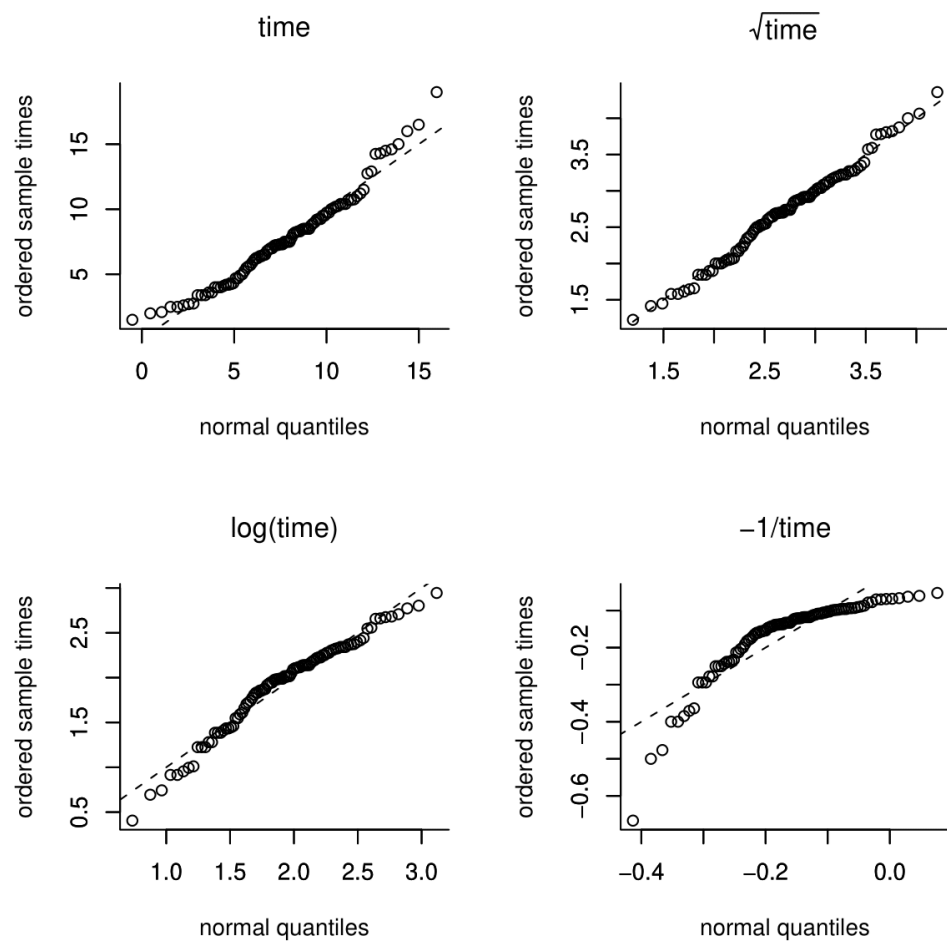 time
ordered sample times
15
10
5
0 5 10 15
normal quantiles
√time
ordered sample times
3.5
2.5
1.5
1.5 2.5 3.5
normal quantiles
log(time)
ordered sample times
2.5
1.5
0.5
1.0 1.5 2.0 2.5 3.0
normal quantiles
−1/time
ordered sample times
−0.2
−0.4
−0.6
−0.4 −0.2 0.0
normal quantiles